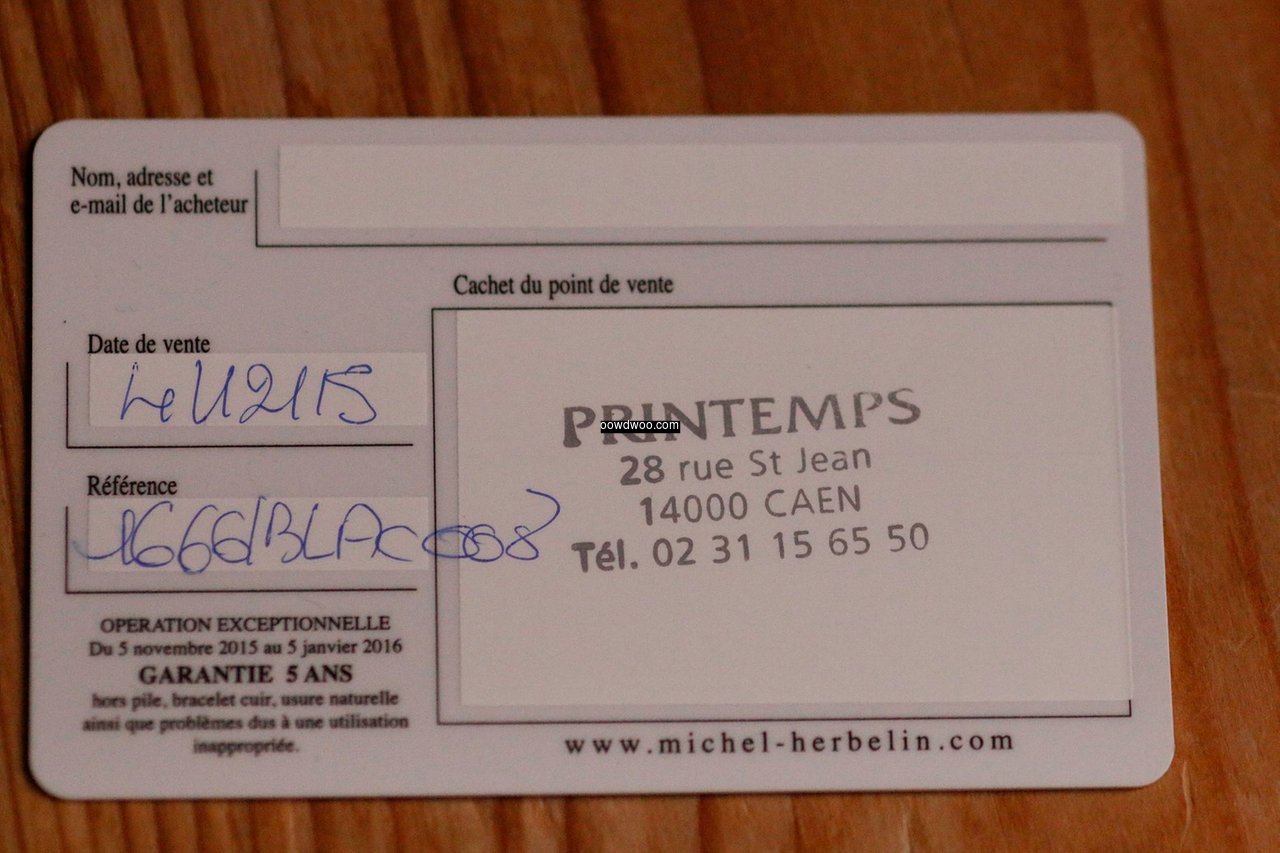 Nom, adresse et
e-mail de l'acheteur
Cachet du point de vente
Date de vente
Le
Référence
PRINTEMPS
oowdwoo.com
28 rue St Jean
14000 CAEN
Tél. 02 31 15 65 50
OPERATION EXCEPTIONNELLE
Du 5 novembre 2015 au 5 janvier 2016
GARANTIE 5 ANS
hors pile, bracelet cuir, usure naturelle
ainsi que problèmes dus à une utilisation
inappropriée.
www.michel-herbelin.com